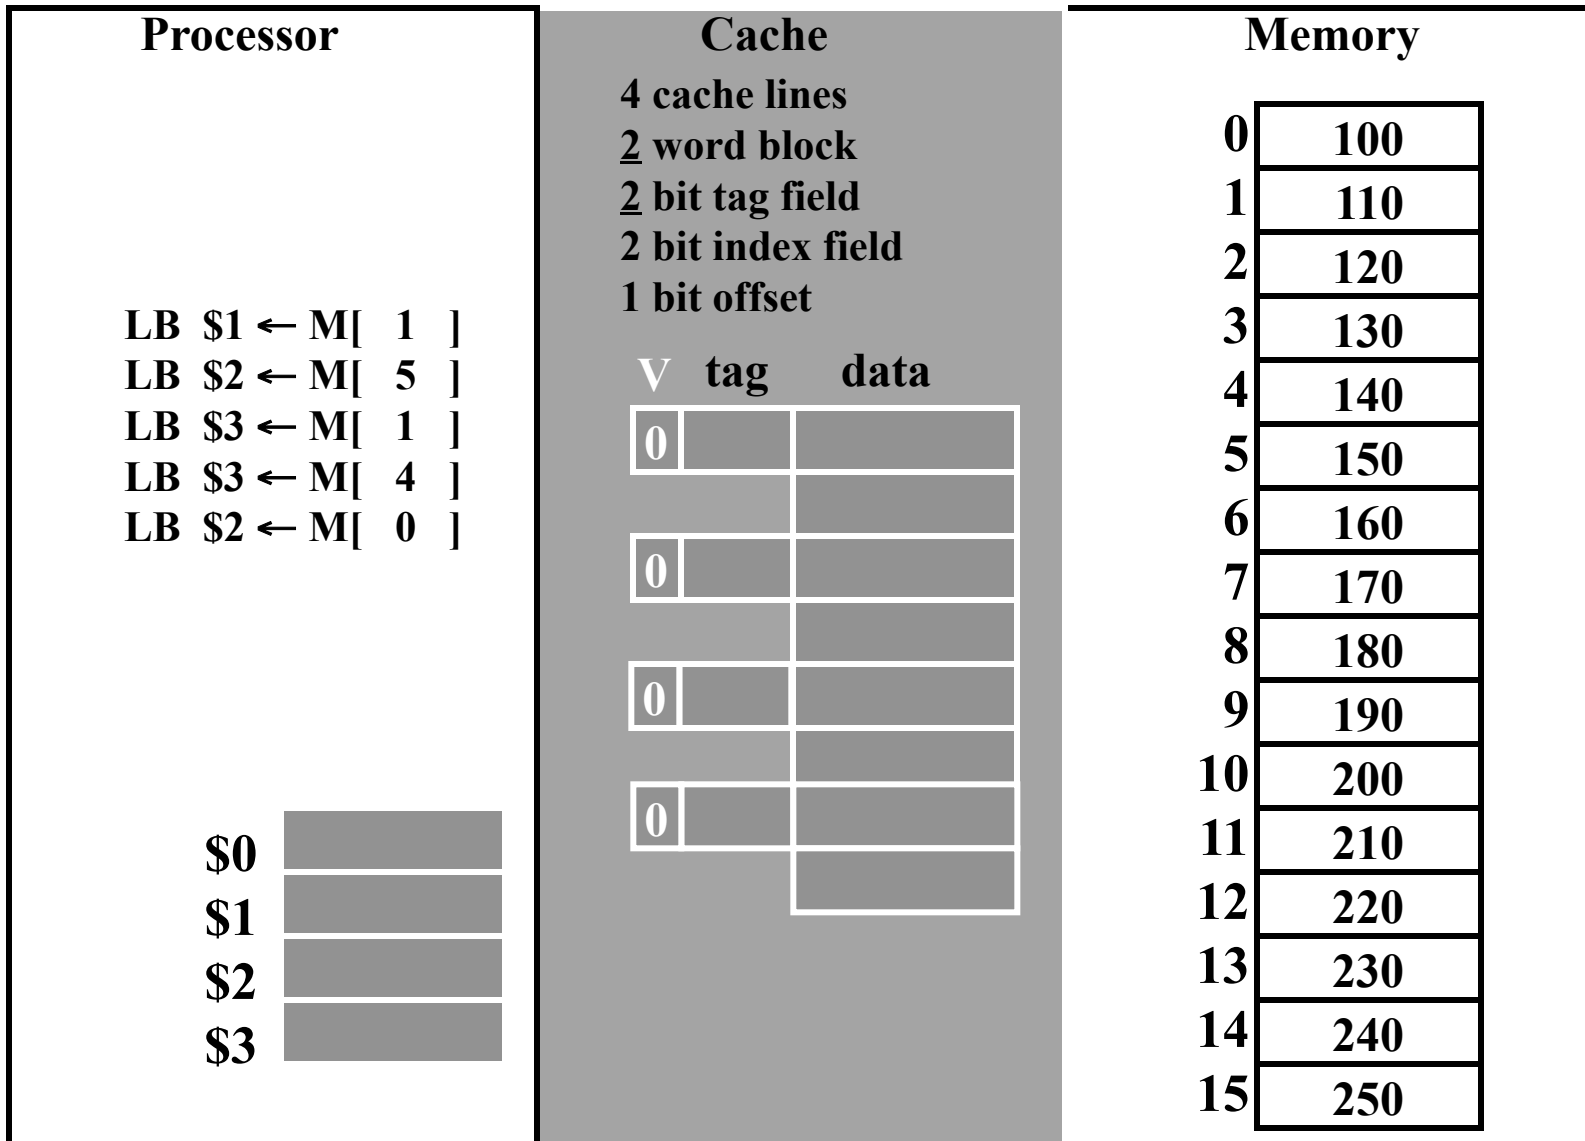 Processor
LB $1 ← M[ 1 ]
LB $2 ← M[ 5 ]
LB $3 ← M[ 1 ]
LB $3 ← M[ 4 ]
LB $2 ← M[ 0 ]
$0
$1
$2
$3
Cache
4 cache lines
2 word block
2 bit tag field
2 bit index field
1 bit offset
V tag data
0
0
0
0
Memory
0 100
1 110
2 120
3 130
4 140
5 150
6 160
7 170
8 180
9 190
10 200
11 210
12 220
13 230
14 240
15 250